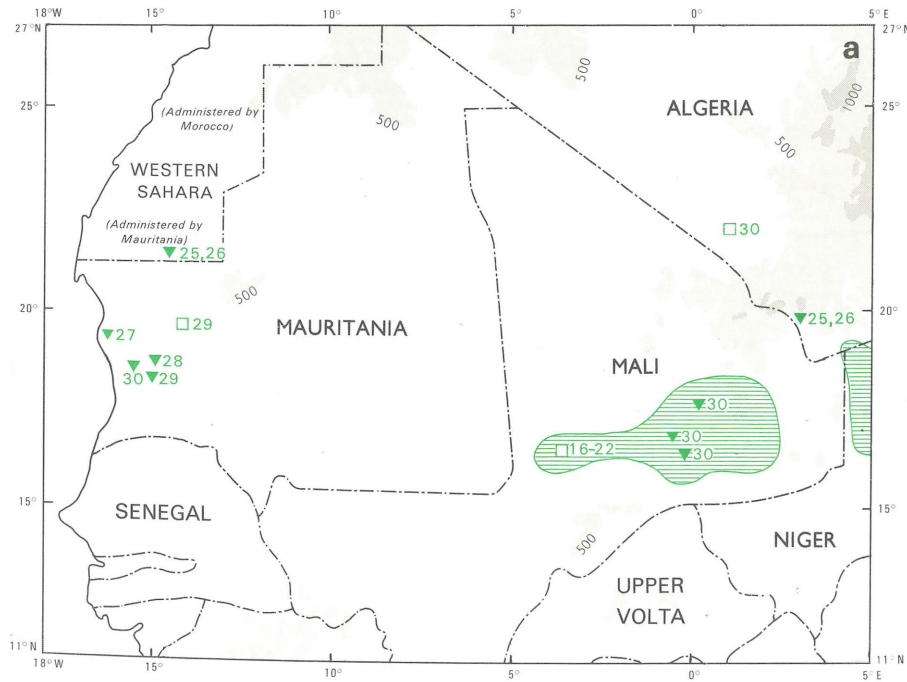 18°W 15° 10° 5° 0° 5°E
27°N 27°N
a
500
1000
ALGERIA
25° 25°
(Administered by
Morocco)
500
500
WESTERN
SAHARA
(Administered by
Mauritania)
30
25,26
500
20° 20°
29
25,26
27
MAURITANIA
28
MALI
30 29
30
30
16-22
30
15° 15°
SENEGAL
500
NIGER
UPPER
VOLTA
11°N 11°N
18°W 15° 10° 5° 0° 5°E